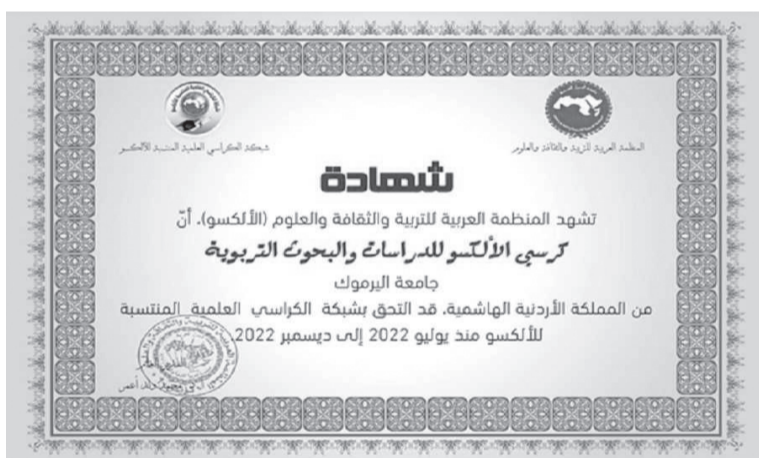 المنظمة العربية للتربية والثقافة والعلوم
شبكة الكراسي العلمية المنتسبة للألكسو
شهادة
تشهد المنظمة العربية للتربية والثقافة والعلوم (الألكسو)، أنّ
كرسي الألكسو للدراسات والبحوث التربوية
جامعة اليرموك
من المملكة الأردنية الهاشمية، قد التحق بشبكة الكراسي العلمية المنتسبة
للألكسو منذ يوليو 2022 إلى ديسمبر 2022